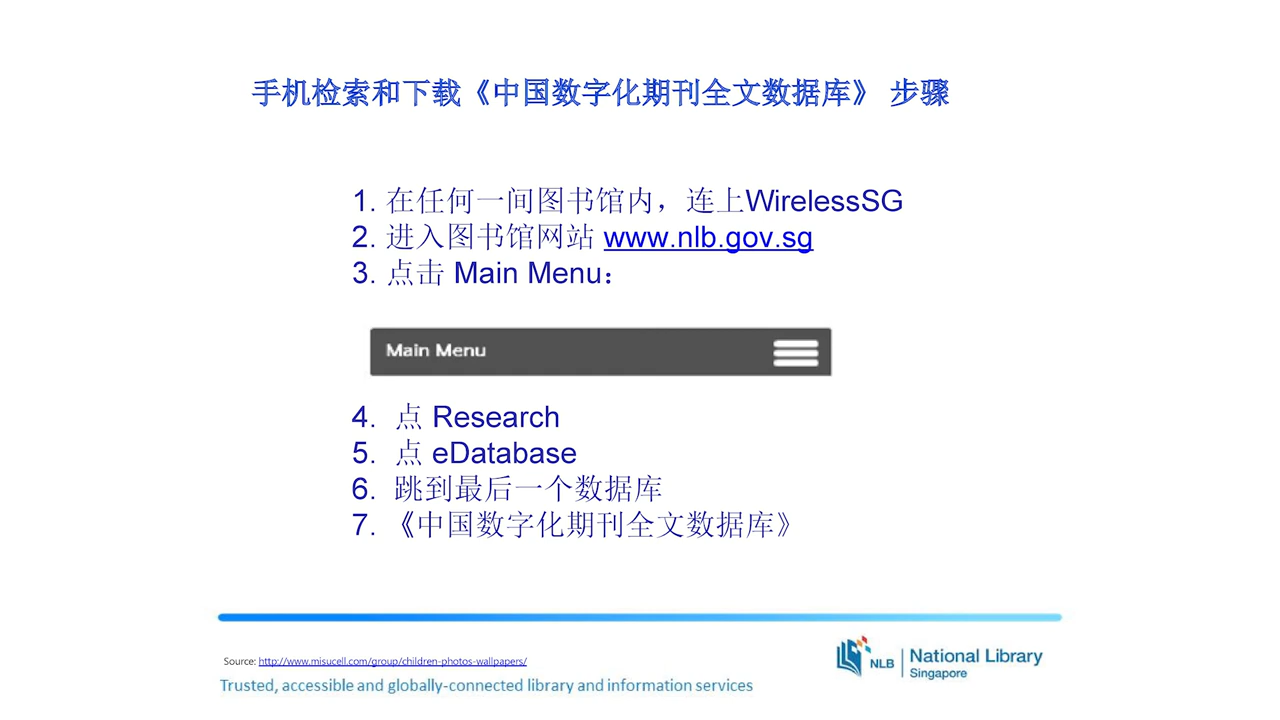 手机检索和下载《中国数字化期刊全文数据库》 步骤
1. 在任何一间图书馆内，连上WirelessSG
2. 进入图书馆网站 www.nlb.gov.sg
3. 点击 Main Menu：
Main Menu
4. 点 Research
5. 点 eDatabase
6. 跳到最后一个数据库
7. 《中国数字化期刊全文数据库》
Source: http://www.misucell.com/group/children-photos-wallpapers/
Trusted, accessible and globally-connected library and information services
NLB National Library
Singapore